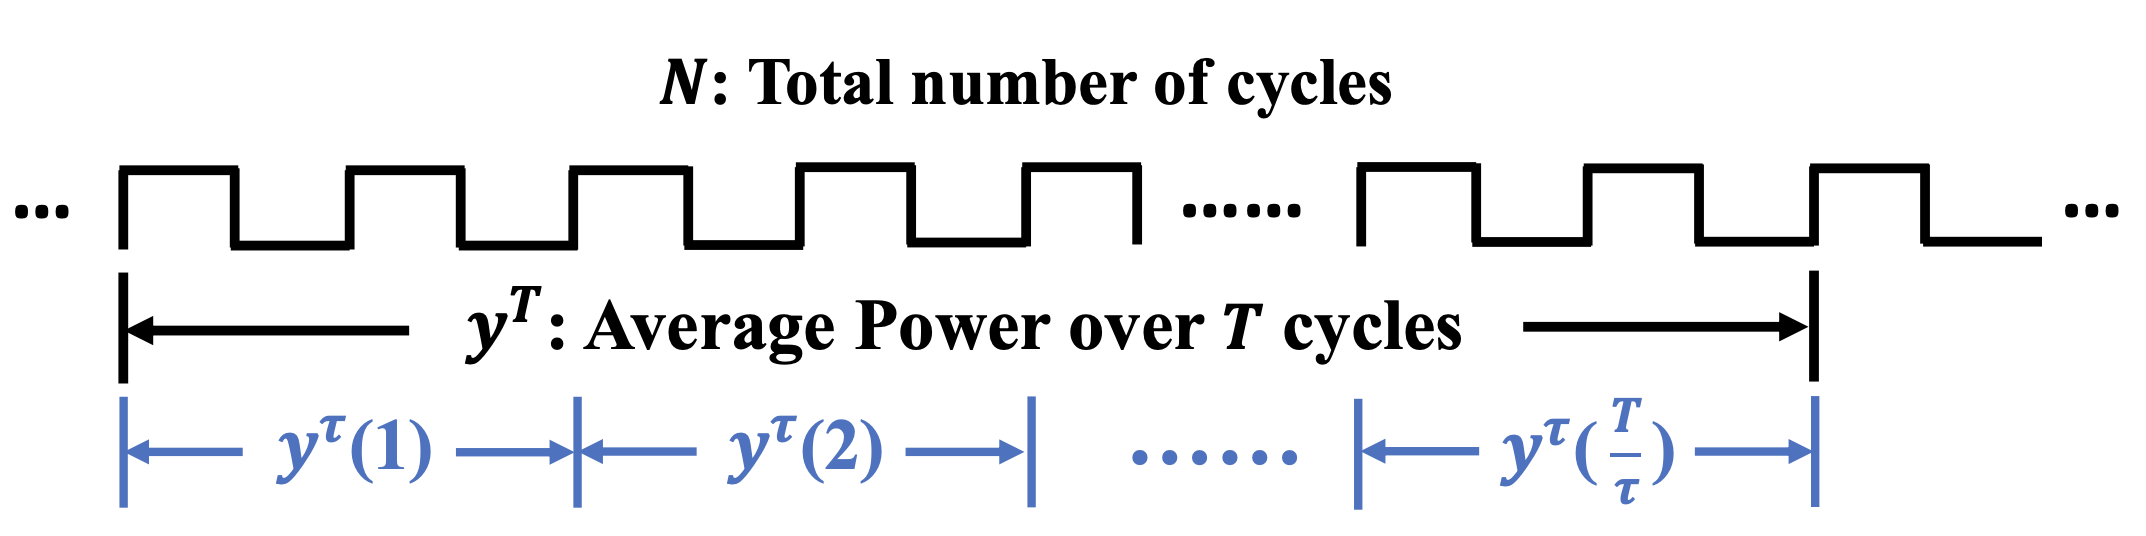 N: Total number of cycles
... ...... ...
y^T: Average Power over T cycles
y^τ(1) y^τ(2) ...... y^τ(T/τ)